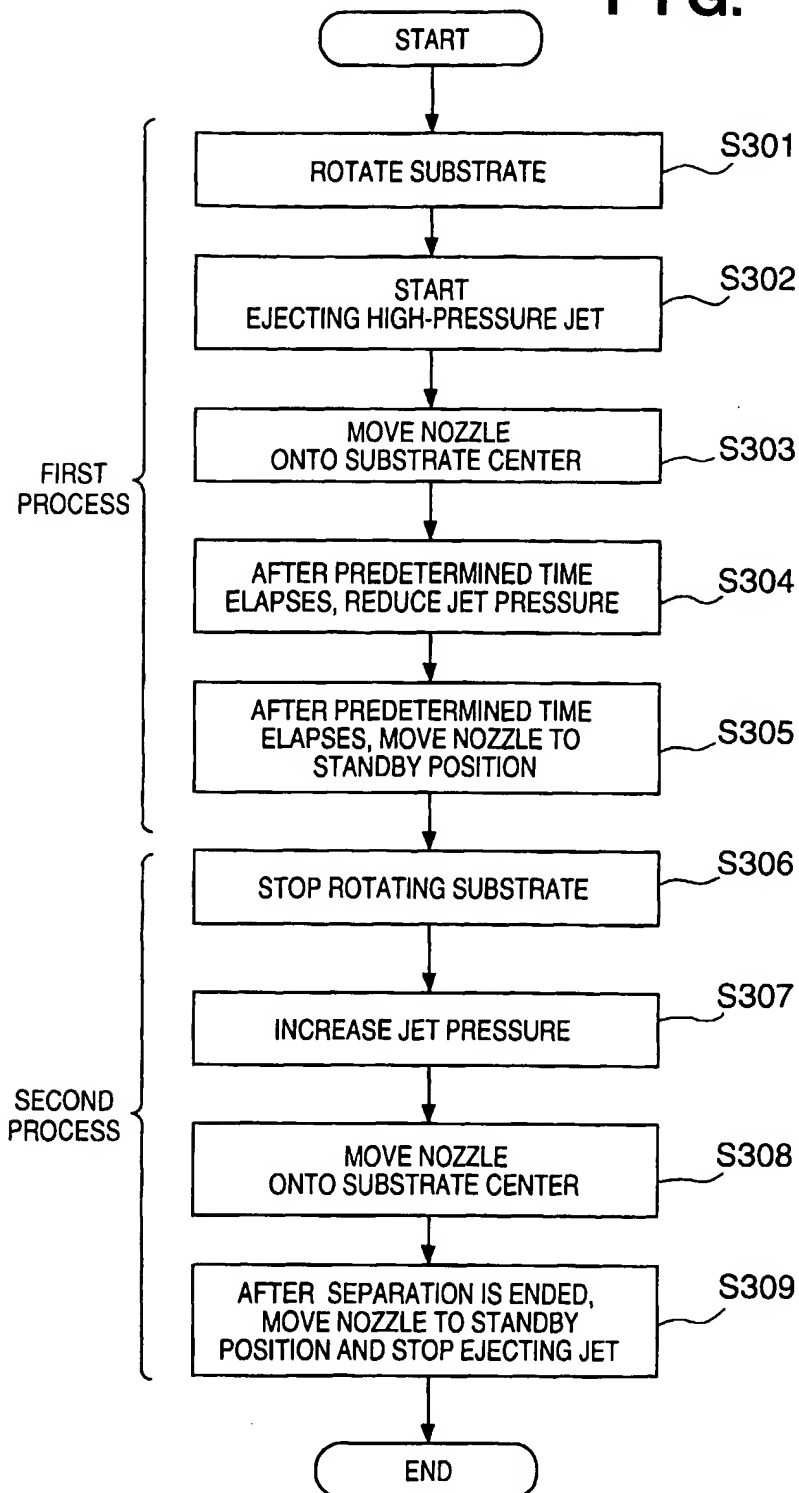 FIG.
START
ROTATE SUBSTRATE
S301
START
EJECTING HIGH-PRESSURE JET
S302
MOVE NOZZLE
ONTO SUBSTRATE CENTER
S303
FIRST
PROCESS
AFTER PREDETERMINED TIME
ELAPSES, REDUCE JET PRESSURE
S304
AFTER PREDETERMINED TIME
ELAPSES, MOVE NOZZLE TO
STANDBY POSITION
S305
STOP ROTATING SUBSTRATE
S306
INCREASE JET PRESSURE
S307
SECOND
PROCESS
MOVE NOZZLE
ONTO SUBSTRATE CENTER
S308
AFTER SEPARATION IS ENDED,
MOVE NOZZLE TO STANDBY
POSITION AND STOP EJECTING JET
S309
END